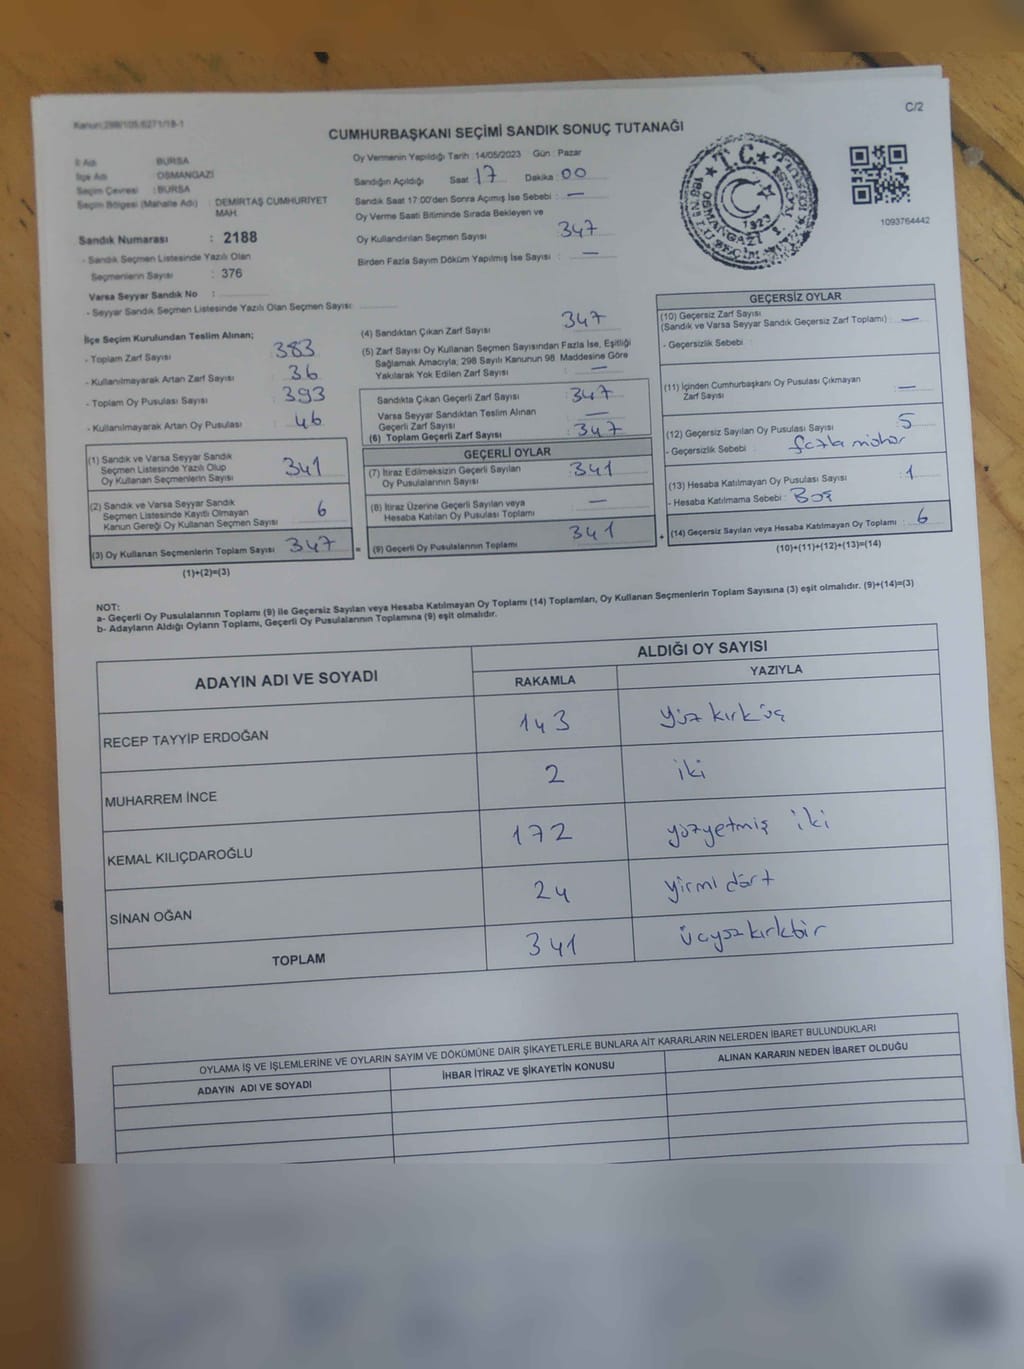 Kanun:298/105,6271/18-1
C/2
CUMHURBAŞKANI SEÇİMİ SANDIK SONUÇ TUTANAĞI
İl Adı : BURSA
İlçe Adı : OSMANGAZİ
Seçim Çevresi : BURSA
Seçim Bölgesi (Mahalle Adı) : DEMİRTAŞ CUMHURİYET
MAH.
Sandık Numarası : 2188
- Sandık Seçmen Listesinde Yazılı Olan
Seçmenlerin Sayısı : 376
Varsa Seyyar Sandık No :
- Seyyar Sandık Seçmen Listesinde Yazılı Olan Seçmen Sayısı:
Oy Vermenin Yapıldığı Tarih :14/05/2023 Gün : Pazar
Sandığın Açıldığı Saat 17 Dakika 00
Sandık Saat 17:00'den Sonra Açımış İse Sebebi : —
Oy Verme Saati Bitiminde Sırada Bekleyen ve
Oy Kullandırılan Seçmen Sayısı 347
Birden Fazla Sayım Döküm Yapılmış İse Sayısı : —
T.C.
1923
OSMANGAZİ
1093764442
İlçe Seçim Kurulundan Teslim Alınan;
- Toplam Zarf Sayısı : 383
- Kullanılmayarak Artan Zarf Sayısı : 36
- Toplam Oy Pusulası Sayısı : 393
- Kullanılmayarak Artan Oy Pusulası : 46
(1) Sandık ve Varsa Seyyar Sandık
Seçmen Listesinde Yazılı Olup
Oy Kullanan Seçmenlerin Sayısı : 341
(2) Sandık ve Varsa Seyyar Sandık
Seçmen Listesinde Kayıtlı Olmayan
Kanun Gereği Oy Kullanan Seçmen Sayısı : 6
(3) Oy Kullanan Seçmenlerin Toplam Sayısı : 347
(1)+(2)=(3)
=
(4) Sandıktan Çıkan Zarf Sayısı : 347
(5) Zarf Sayısı Oy Kullanan Seçmen Sayısından Fazla İse, Eşitliği
Sağlamak Amacıyla; 298 Sayılı Kanunun 98. Maddesine Göre
Yakılarak Yok Edilen Zarf Sayısı : —
Sandıkta Çıkan Geçerli Zarf Sayısı : 347
Varsa Seyyar Sandıktan Teslim Alınan
Geçerli Zarf Sayısı : —
(6) Toplam Geçerli Zarf Sayısı : 347
GEÇERLİ OYLAR
(7) İtiraz Edilmeksizin Geçerli Sayılan
Oy Pusulalarının Sayısı : 341
(8) İtiraz Üzerine Geçerli Sayılan veya
Hesaba Katılan Oy Pusulası Toplamı : —
(9) Geçerli Oy Pusulalarının Toplamı : 341
+
GEÇERSİZ OYLAR
(10) Geçersiz Zarf Sayısı
(Sandık ve Varsa Seyyar Sandık Geçersiz Zarf Toplamı) : —
- Geçersizlik Sebebi :
(11) İçinden Cumhurbaşkanı Oy Pusulası Çıkmayan
Zarf Sayısı : —
(12) Geçersiz Sayılan Oy Pusulası Sayısı : 5
- Geçersizlik Sebebi : fazla mühür
(13) Hesaba Katılmayan Oy Pusulası Sayısı : 1
- Hesaba Katılmama Sebebi : Boş
(14) Geçersiz Sayılan veya Hesaba Katılmayan Oy Toplamı : 6
(10)+(11)+(12)+(13)=(14)
NOT:
a- Geçerli Oy Pusulalarının Toplamı (9) ile Geçersiz Sayılan veya Hesaba Katılmayan Oy Toplamı (14) Toplamları, Oy Kullanan Seçmenlerin Toplam Sayısına (3) eşit olmalıdır. (9)+(14)=(3)
b- Adayların Aldığı Oyların Toplamı, Geçerli Oy Pusulalarının Toplamına (9) eşit olmalıdır.
ADAYIN ADI VE SOYADI
ALDIĞI OY SAYISI
RAKAMLA YAZIYLA
RECEP TAYYİP ERDOĞAN 143 yüz kırk üç
MUHARREM İNCE 2 iki
KEMAL KILIÇDAROĞLU 172 yüzyetmiş iki
SİNAN OĞAN 24 yirmi dört
TOPLAM 341 üçyüzkırkbir
OYLAMA İŞ VE İŞLEMLERİNE VE OYLARIN SAYIM VE DÖKÜMÜNE DAİR ŞİKAYETLERLE BUNLARA AİT KARARLARIN NELERDEN İBARET BULUNDUKLARI
ADAYIN ADI VE SOYADI İHBAR İTİRAZ VE ŞİKAYETİN KONUSU ALINAN KARARIN NEDEN İBARET OLDUĞU